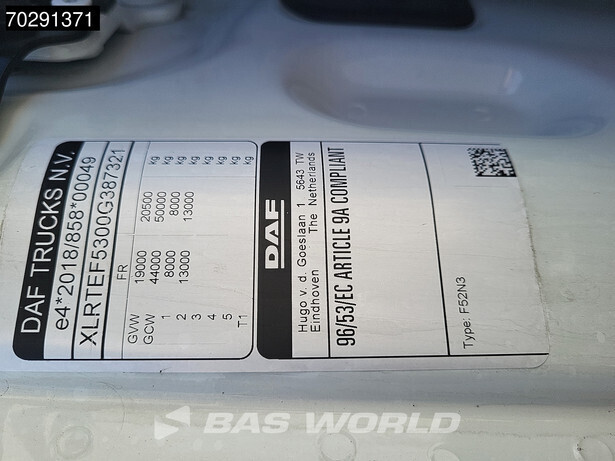 70291371
DAF TRUCKS N.V.
e4*2018/858*00049
XLRTEF5300G387321
FR
GVW 19000 20500 kg
GCW 44000 50000 kg
1 8000 8000 kg
2 13000 13000 kg
3 kg
4 kg
5 kg
T1
DAF
Hugo v. d. Goeslaan 1 5643 TW
Eindhoven The Netherlands
96/53/EC ARTICLE 9A COMPLIANT
Type: F52N3
BAS WORLD